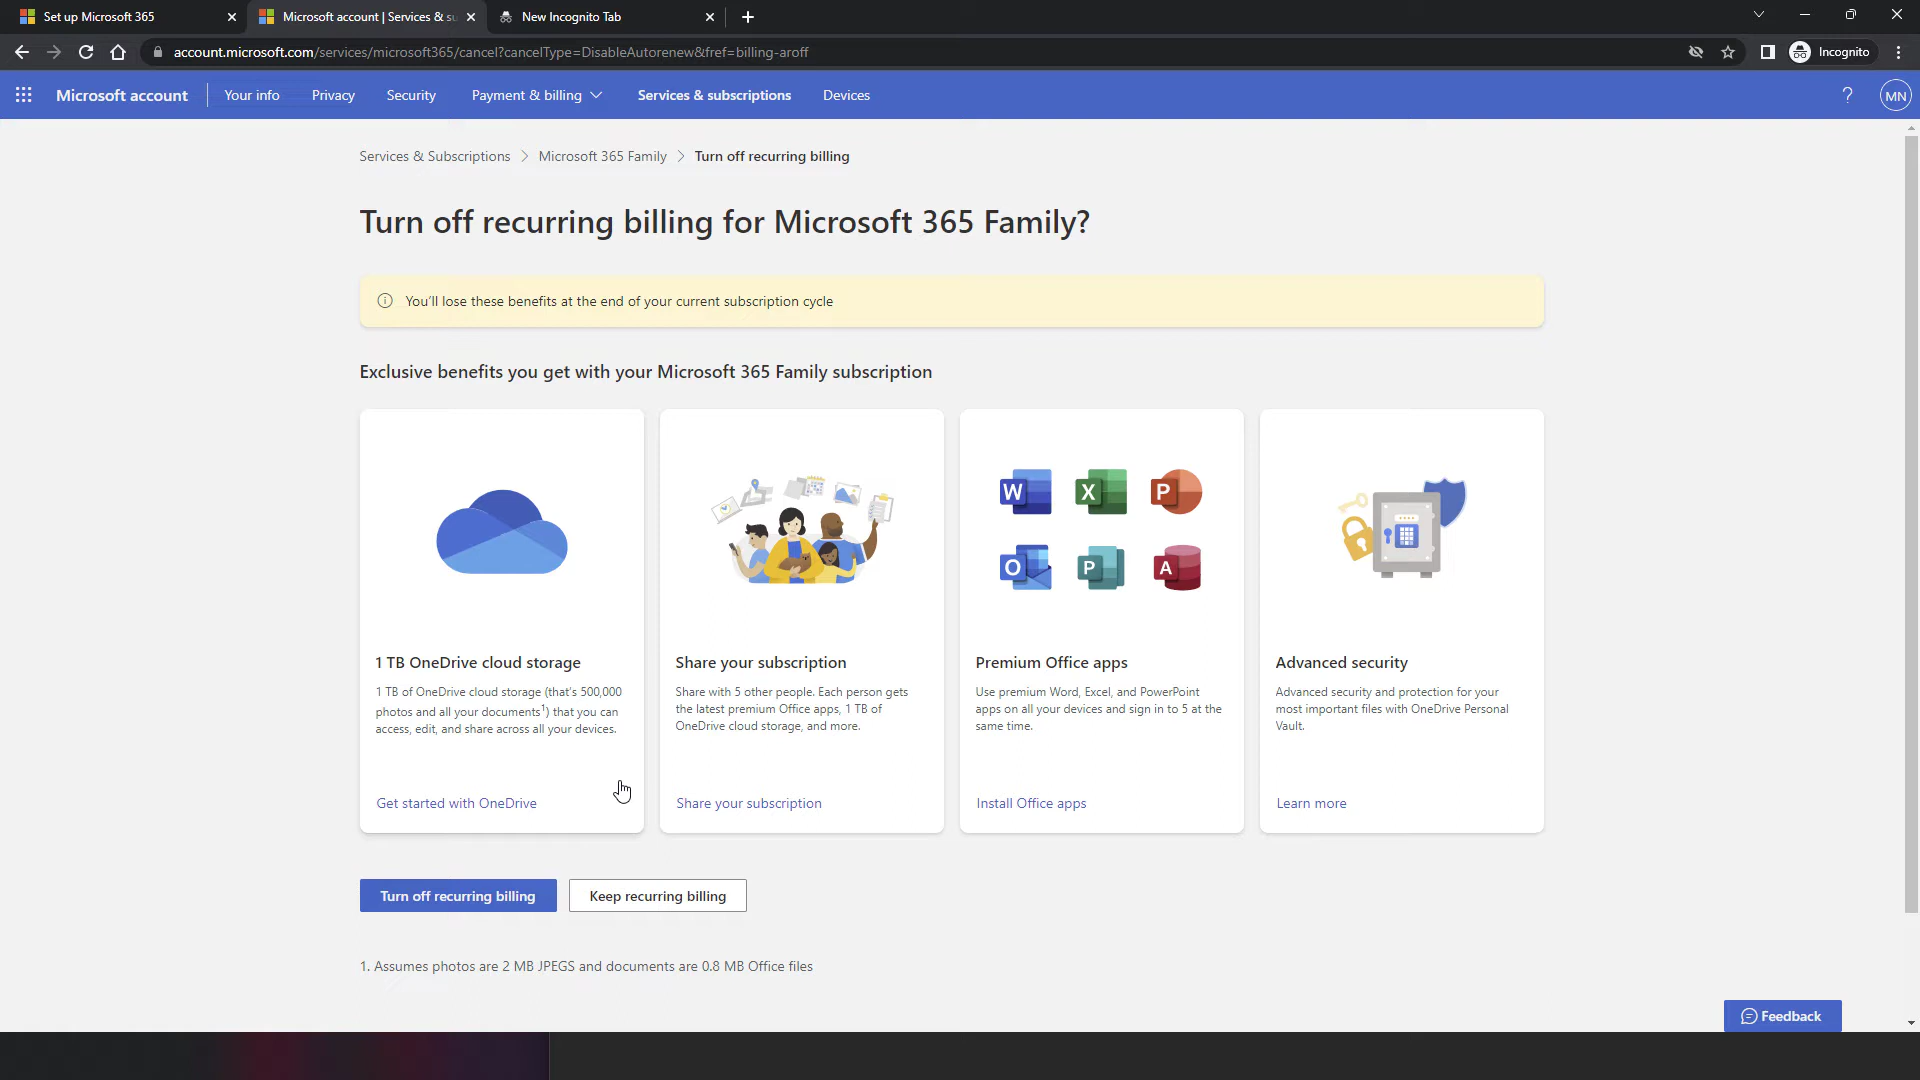 Set up Microsoft 365
Microsoft account | Services & su
New Incognito Tab
account.microsoft.com/services/microsoft365/cancel?cancelType=DisableAutorenew&fref=billing-aroff
Incognito
Microsoft account
Your info
Privacy
Security
Payment & billing
Services & subscriptions
Devices
?
MN
Services & Subscriptions > Microsoft 365 Family > Turn off recurring billing
Turn off recurring billing for Microsoft 365 Family?
You'll lose these benefits at the end of your current subscription cycle
Exclusive benefits you get with your Microsoft 365 Family subscription
1 TB OneDrive cloud storage
1 TB of OneDrive cloud storage (that's 500,000
photos and all your documents1) that you can
access, edit, and share across all your devices.
Get started with OneDrive
Share your subscription
Share with 5 other people. Each person gets
the latest premium Office apps, 1 TB of
OneDrive cloud storage, and more.
Share your subscription
W
X
P
O
P
A
Premium Office apps
Use premium Word, Excel, and PowerPoint
apps on all your devices and sign in to 5 at the
same time.
Install Office apps
Advanced security
Advanced security and protection for your
most important files with OneDrive Personal
Vault.
Learn more
Turn off recurring billing
Keep recurring billing
1. Assumes photos are 2 MB JPEGS and documents are 0.8 MB Office files
Feedback